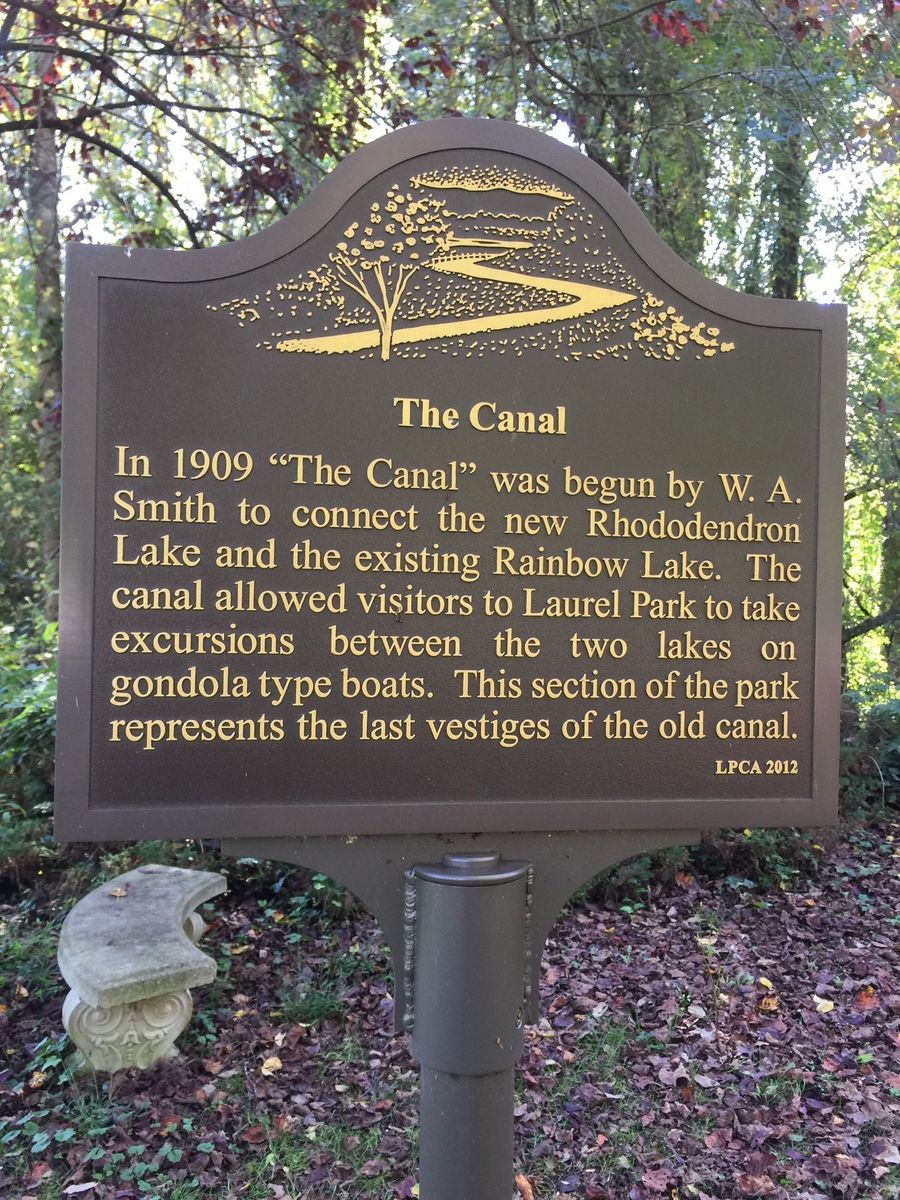 The Canal
In 1909 “The Canal” was begun by W. A.
Smith to connect the new Rhododendron
Lake and the existing Rainbow Lake. The
canal allowed visitors to Laurel Park to take
excursions between the two lakes on
gondola type boats. This section of the park
represents the last vestiges of the old canal.
LPCA 2012